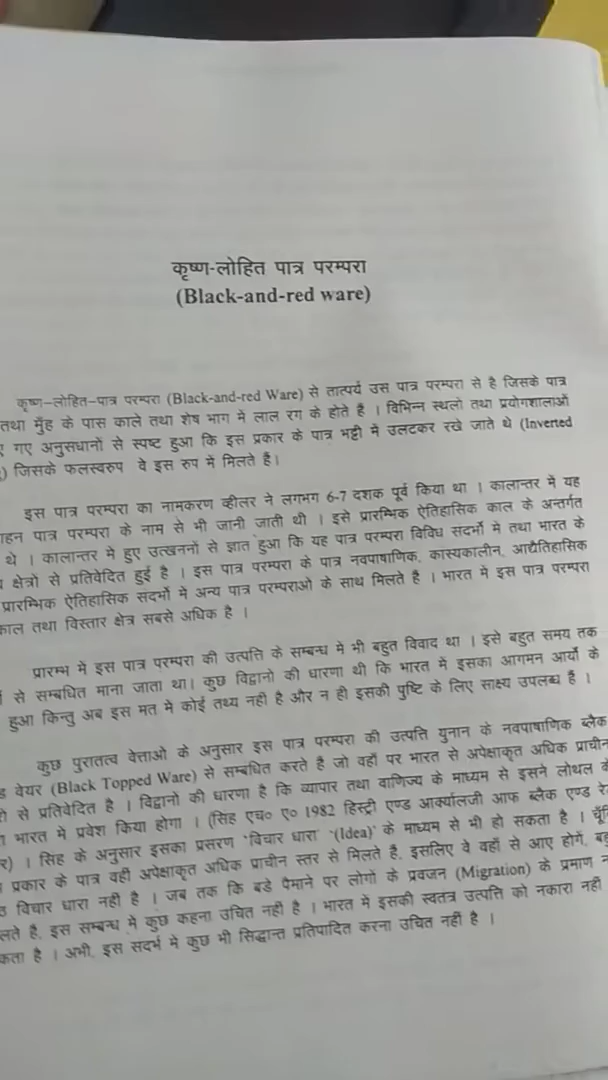 कृष्ण-लोहित पात्र परम्परा
(Black-and-red ware)
कृष्ण–लोहित–पात्र परम्परा (Black-and-red Ware) से तात्पर्य उस पात्र परम्परा से है जिसके पात्र
तथा मुँह के पास काले तथा शेष भाग में लाल रग के होते है । विभिन्न स्थलो तथा प्रयोगशालाओं
गए अनुसधानों से स्पष्ट हुआ कि इस प्रकार के पात्र भट्टी में उलटकर रखे जाते थे (Inverted
) जिसके फलस्वरुप वे इस रुप में मिलते है।
इस पात्र परम्परा का नामकरण व्हीलर ने लगभग 6-7 दशक पूर्व किया था । कालान्तर में यह
पात्र परम्परा के नाम से भी जानी जाती थी । इसे प्रारम्भिक ऐतिहासिक काल के अन्तर्गत
थे । कालान्तर में हुए उत्खननों से ज्ञात हुआ कि यह पात्र परम्परा विविध सदर्भो मे तथा भारत के
क्षेत्रो से प्रतिवेदित हुई है । इस पात्र परम्परा के पात्र नवपाषाणिक, कास्यकालीन, आद्यैतिहासिक
प्रारम्भिक ऐतिहासिक सदर्भो में अन्य पात्र परम्पराओ के साथ मिलते है । भारत मे इस पात्र परम्परा
काल तथा विस्तार क्षेत्र सबसे अधिक है ।
प्रारम्भ में इस पात्र परम्परा की उत्पत्ति के सम्बन्ध मे भी बहुत विवाद था । इसे बहुत समय तक
से सम्बधित माना जाता था। कुछ विद्वानो की धारणा थी कि भारत में इसका आगमन आर्यो के
हुआ किन्तु अब इस मत मे कोई तथ्य नही है और न ही इसकी पुष्टि के लिए साक्ष्य उपलब्ध हैं ।
कुछ पुरातत्व वेत्ताओ के अनुसार इस पात्र परम्परा की उत्पत्ति युनान के नवपाषाणिक ब्लैक
वेयर (Black Topped Ware) से सम्बधित करते है जो वहाँ पर भारत से अपेक्षाकृत अधिक प्राचीन
से प्रतिवेदित है । विद्वानों की धारणा है कि व्यापार तथा वाणिज्य के माध्यम से इसने लोथल
भारत मे प्रवेश किया होगा । (सिह एच० ए० 1982 हिस्ट्री एण्ड आर्क्यालजी आफ ब्लैक एण्ड
) । सिह के अनुसार इसका प्रसरण 'विचार धारा' '(Idea)' के माध्यम से भी हो सकता है ।
प्रकार के पात्र वही अपेक्षाकृत अधिक प्राचीन स्तर से मिलते है, इसलिए वे वहाँ से आए होगें,
विचार धारा नही है । जब तक कि बडे पैमाने पर लोगों के प्रवजन (Migration) के प्रमाण
है, इस सम्बन्ध मे कुछ कहना उचित नही है । भारत मे इसकी स्वतत्र उत्पत्ति को नकारा नही
है । अभी, इस सदर्भ मे कुछ भी सिद्धान्त प्रतिपादित करना उचित नही है ।